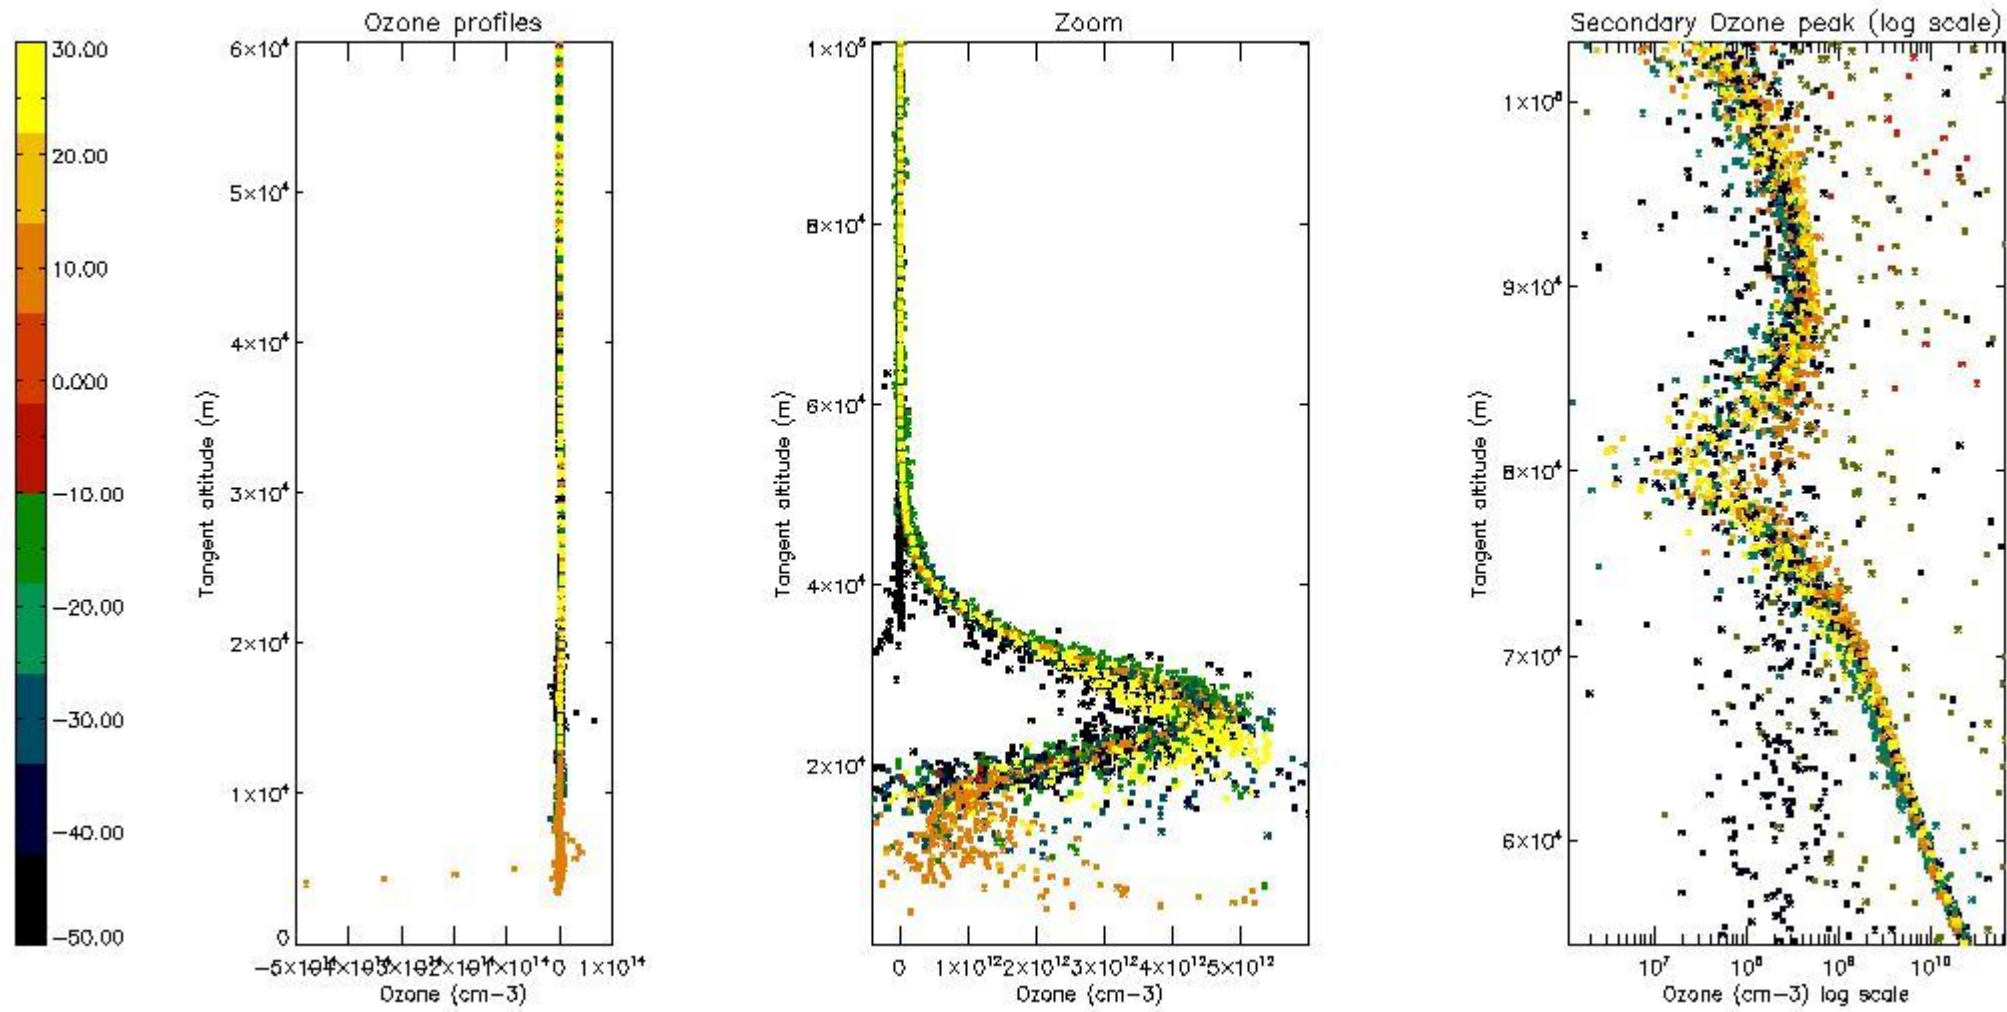 Ozone profiles
Zoom
Secondary Ozone peak (log scale)
30.00
20.00
10.00
0.000
−10.00
−20.00
−30.00
−40.00
−50.00
6×10⁴
5×10⁴
4×10⁴
3×10⁴
2×10⁴
1×10⁴
0
Tangent altitude (m)
0 1×10¹⁴
Ozone (cm−3)
1×10⁵
8×10⁴
6×10⁴
4×10⁴
2×10⁴
Tangent altitude (m)
0 1×10¹² 2×10¹² 3×10¹² 4×10¹² 5×10¹²
Ozone (cm−3)
1×10⁵
9×10⁴
8×10⁴
7×10⁴
6×10⁴
Tangent altitude (m)
10⁷ 10⁸ 10⁹ 10¹⁰
Ozone (cm−3) log scale